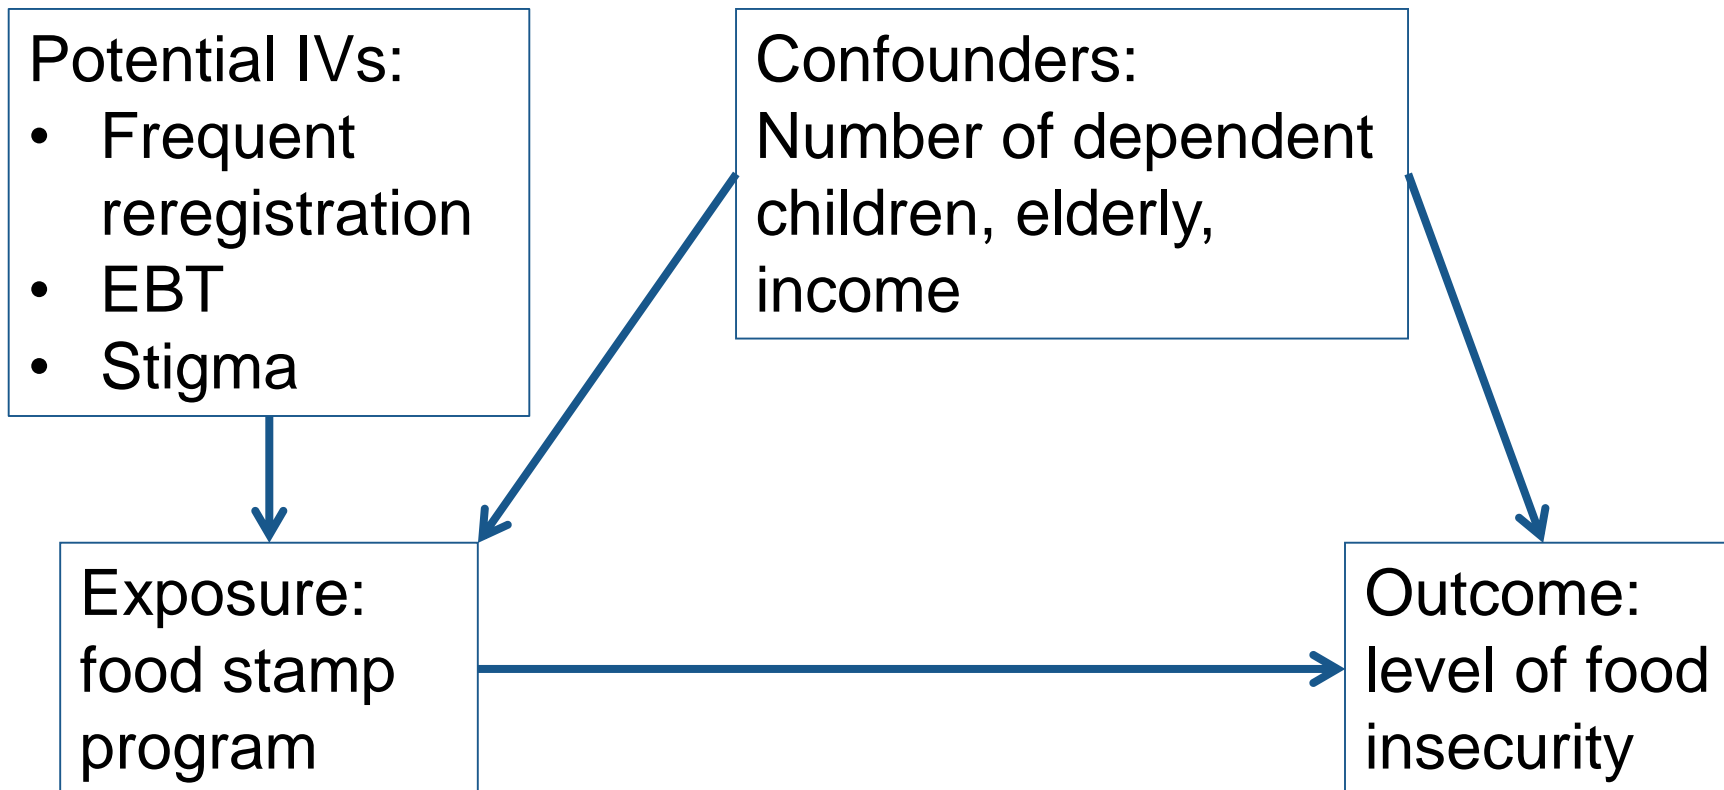 Potential IVs:
• Frequent
reregistration
• EBT
• Stigma
Confounders:
Number of dependent
children, elderly,
income
Exposure:
food stamp
program
Outcome:
level of food
insecurity